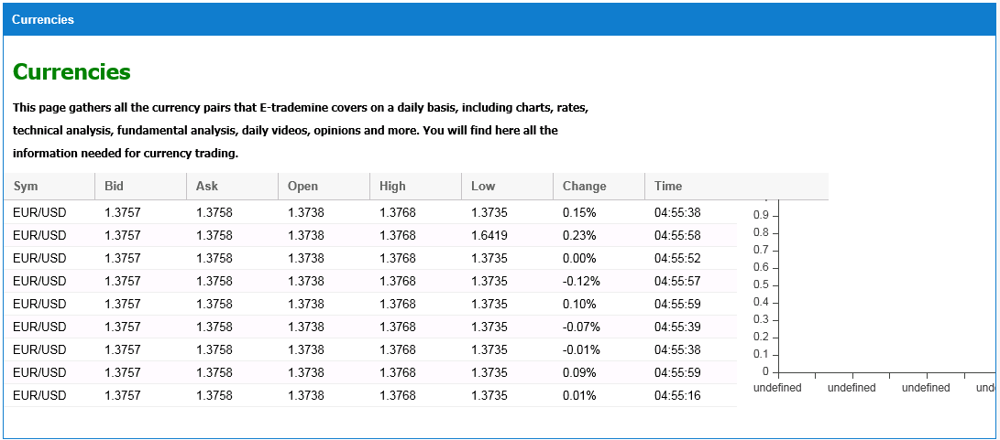 Currencies
Currencies
This page gathers all the currency pairs that E-trademine covers on a daily basis, including charts, rates,
technical analysis, fundamental analysis, daily videos, opinions and more. You will find here all the
information needed for currency trading.
Sym Bid Ask Open High Low Change Time
EUR/USD 1.3757 1.3758 1.3738 1.3768 1.3735 0.15% 04:55:38
EUR/USD 1.3757 1.3758 1.3738 1.3768 1.6419 0.23% 04:55:58
EUR/USD 1.3757 1.3758 1.3738 1.3768 1.3735 0.00% 04:55:52
EUR/USD 1.3757 1.3758 1.3738 1.3768 1.3735 -0.12% 04:55:57
EUR/USD 1.3757 1.3758 1.3738 1.3768 1.3735 0.10% 04:55:59
EUR/USD 1.3757 1.3758 1.3738 1.3768 1.3735 -0.07% 04:55:39
EUR/USD 1.3757 1.3758 1.3738 1.3768 1.3735 -0.01% 04:55:38
EUR/USD 1.3757 1.3758 1.3738 1.3768 1.3735 0.09% 04:55:59
EUR/USD 1.3757 1.3758 1.3738 1.3768 1.3735 0.01% 04:55:16
0.9
0.8
0.7
0.6
0.5
0.4
0.3
0.2
0.1
0
undefined undefined undefined und